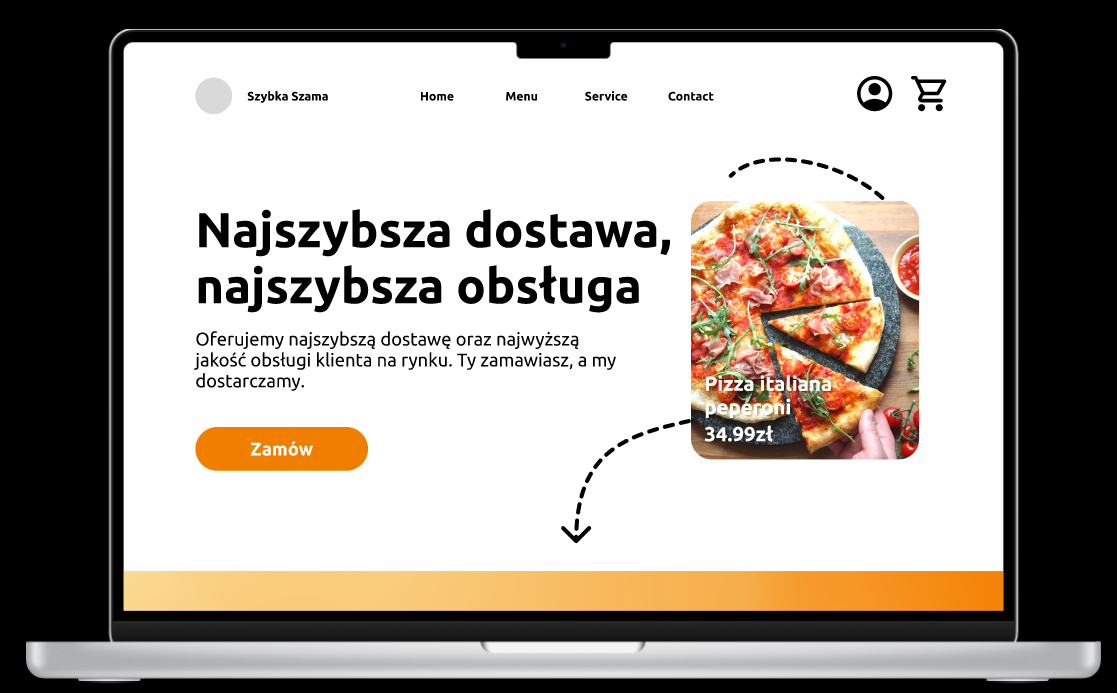 Szybka Szama
Home
Menu
Service
Contact
Najszybsza dostawa,
najszybsza obsługa
Oferujemy najszybszą dostawę oraz najwyższą
jakość obsługi klienta na rynku. Ty zamawiasz, a my
dostarczamy.
Zamów
Pizza italiana
peperoni
34.99zł